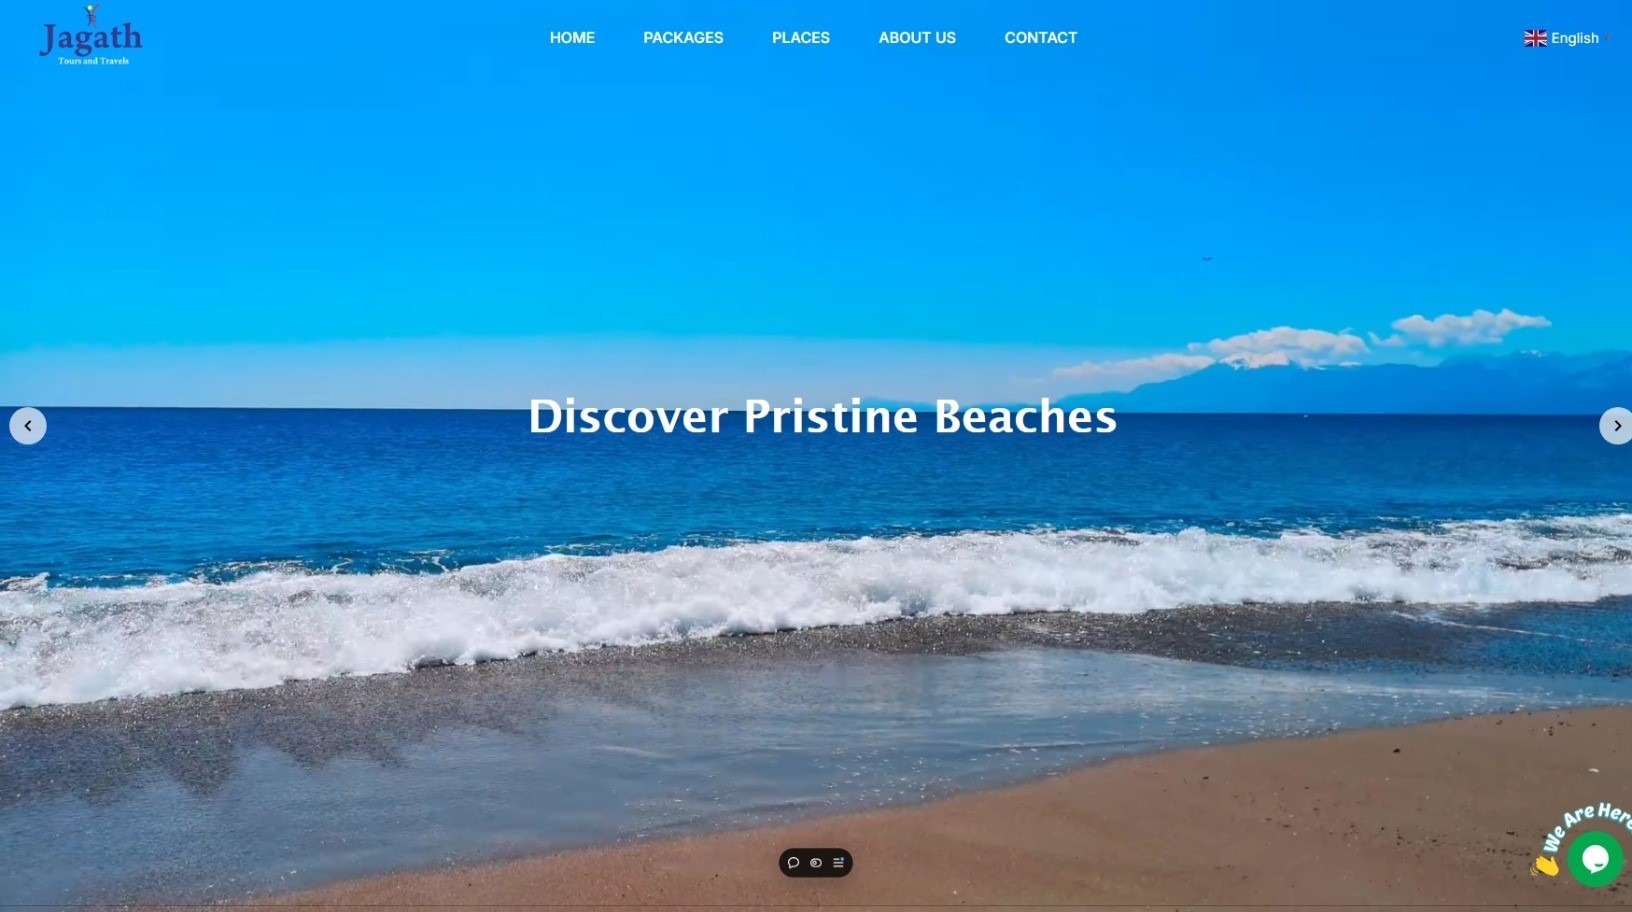 Jagath
Tours and Travels
HOME
PACKAGES
PLACES
ABOUT US
CONTACT
English
Discover Pristine Beaches
We Are Here